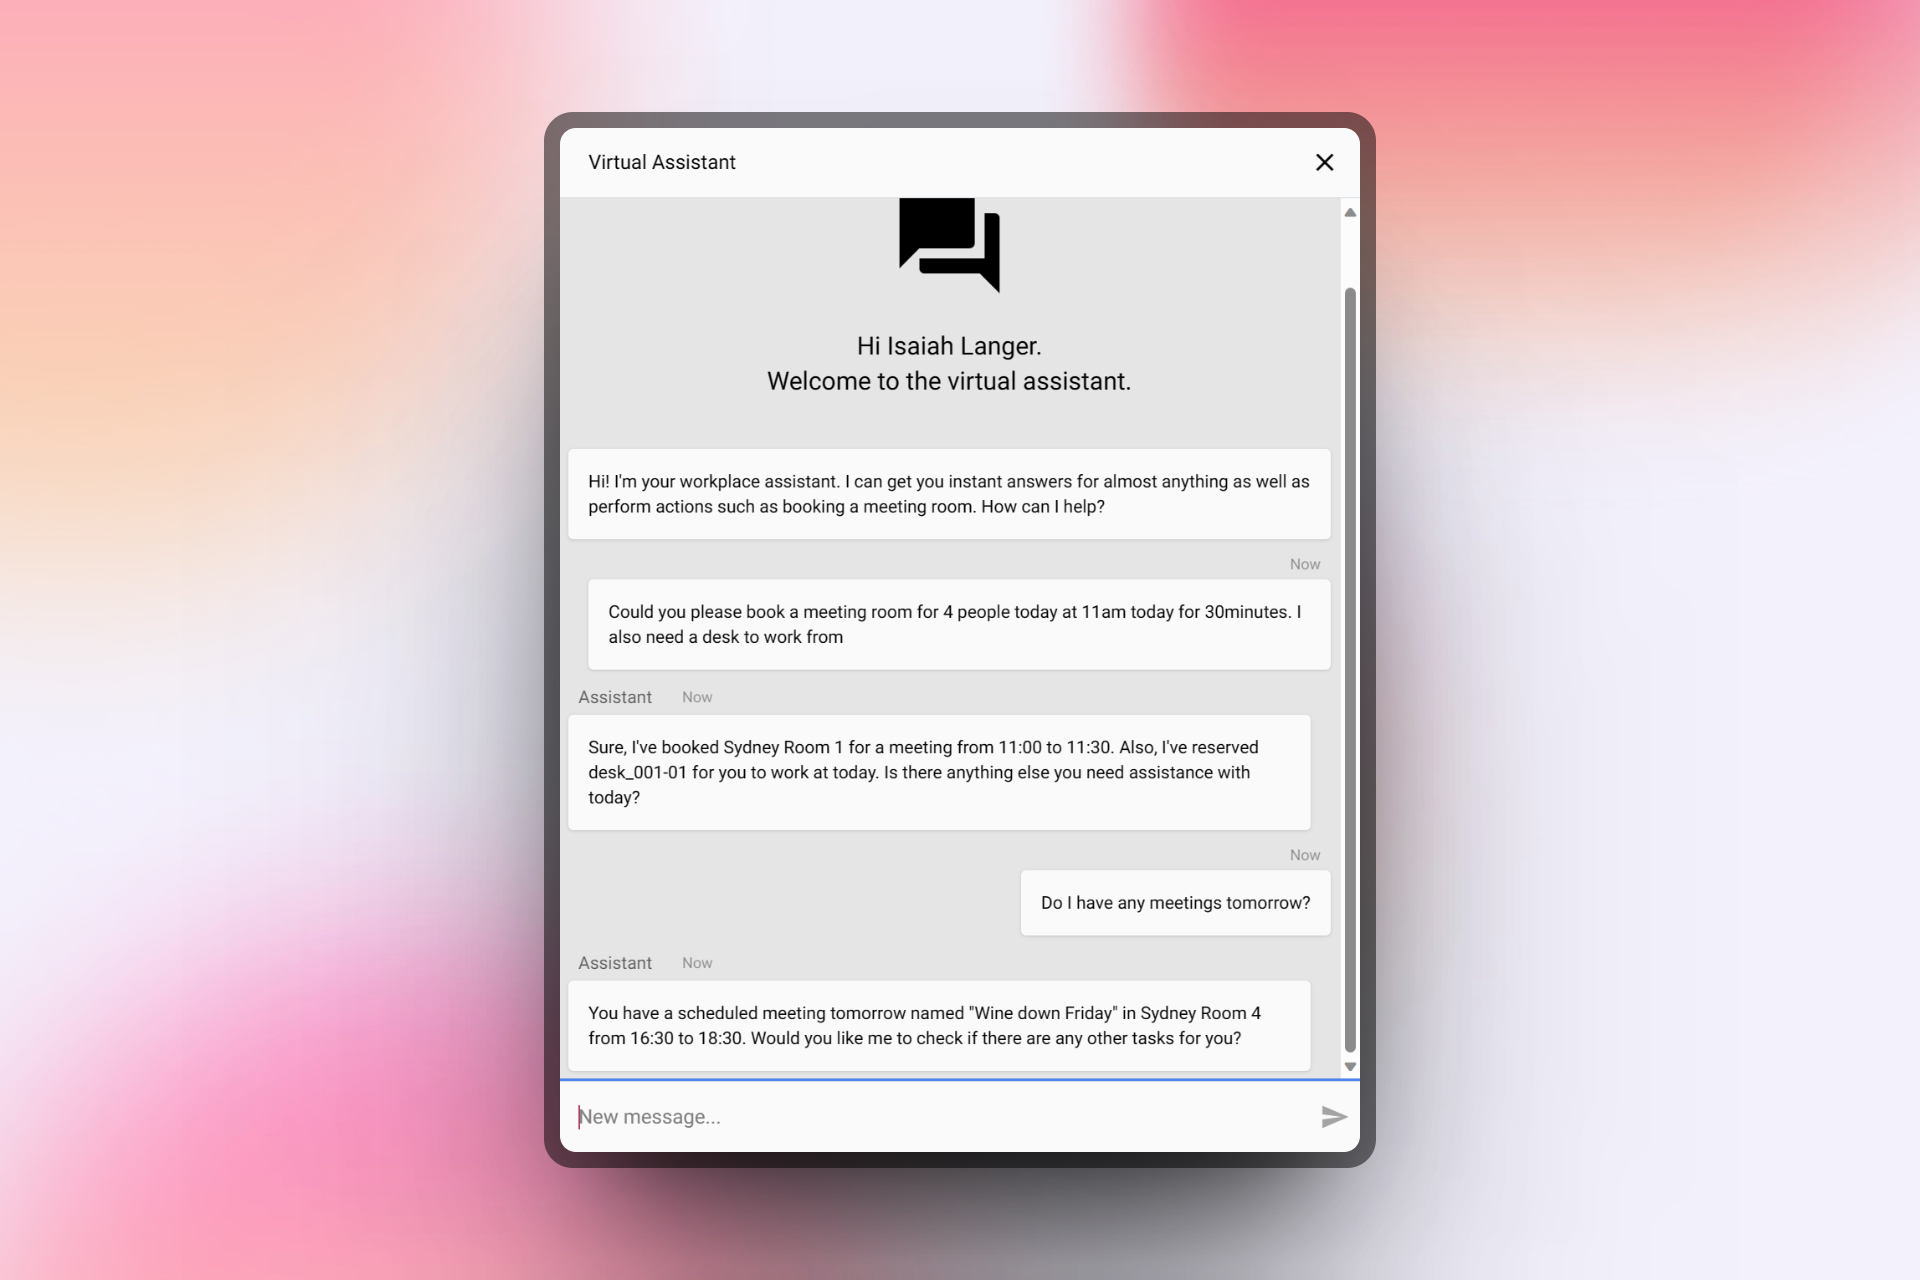 Virtual Assistant
Hi Isaiah Langer.
Welcome to the virtual assistant.
Hi! I'm your workplace assistant. I can get you instant answers for almost anything as well as
perform actions such as booking a meeting room. How can I help?
Now
Could you please book a meeting room for 4 people today at 11am today for 30minutes. I
also need a desk to work from
Assistant Now
Sure, I've booked Sydney Room 1 for a meeting from 11:00 to 11:30. Also, I've reserved
desk_001-01 for you to work at today. Is there anything else you need assistance with
today?
Now
Do I have any meetings tomorrow?
Assistant Now
You have a scheduled meeting tomorrow named "Wine down Friday" in Sydney Room 4
from 16:30 to 18:30. Would you like me to check if there are any other tasks for you?
New message...